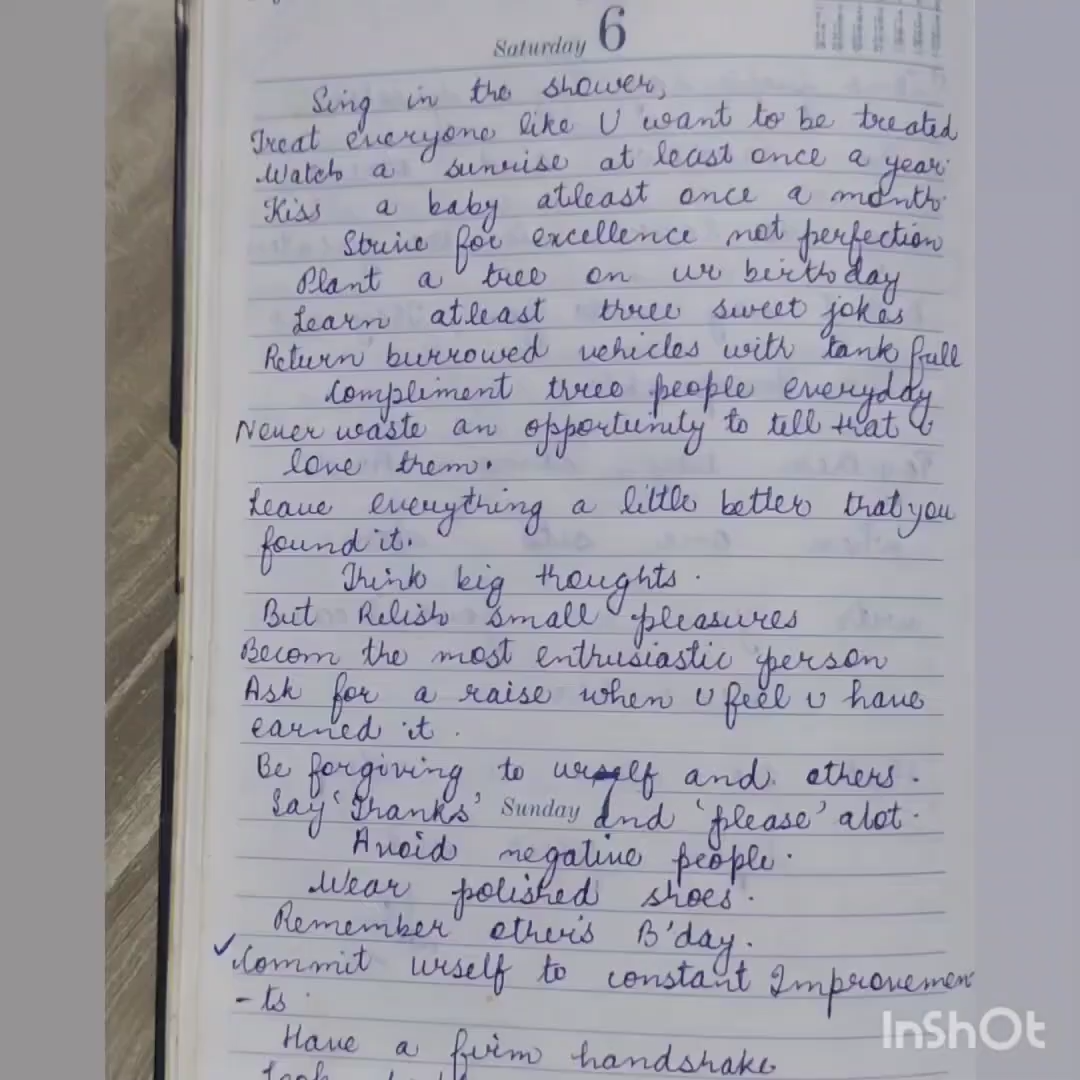 Saturday 6
Sing in the shower,
Treat everyone like U want to be treated
Watch a sunrise at least once a year.
Kiss a baby atleast once a month.
Strive for excellence not perfection
Plant a tree on ur birthday
Learn atleast three sweet jokes
Return burrowed vehicles with tank full
Compliment three people everyday
Never waste an opportunity to tell that U
love them.
Leave everything a little better that you
found it.
Think big thoughts.
But Relish small pleasures
Becom the most enthusiastic person
Ask for a raise when U feel U have
earned it.
Be forgiving to urself and others.
Say 'Thanks' Sunday 7 and 'please' alot.
Avoid negative people.
Wear polished shoes.
Remember other's B'day.
✓Commit urself to constant Improvemen
-ts.
Have a firm handshake
InShOt